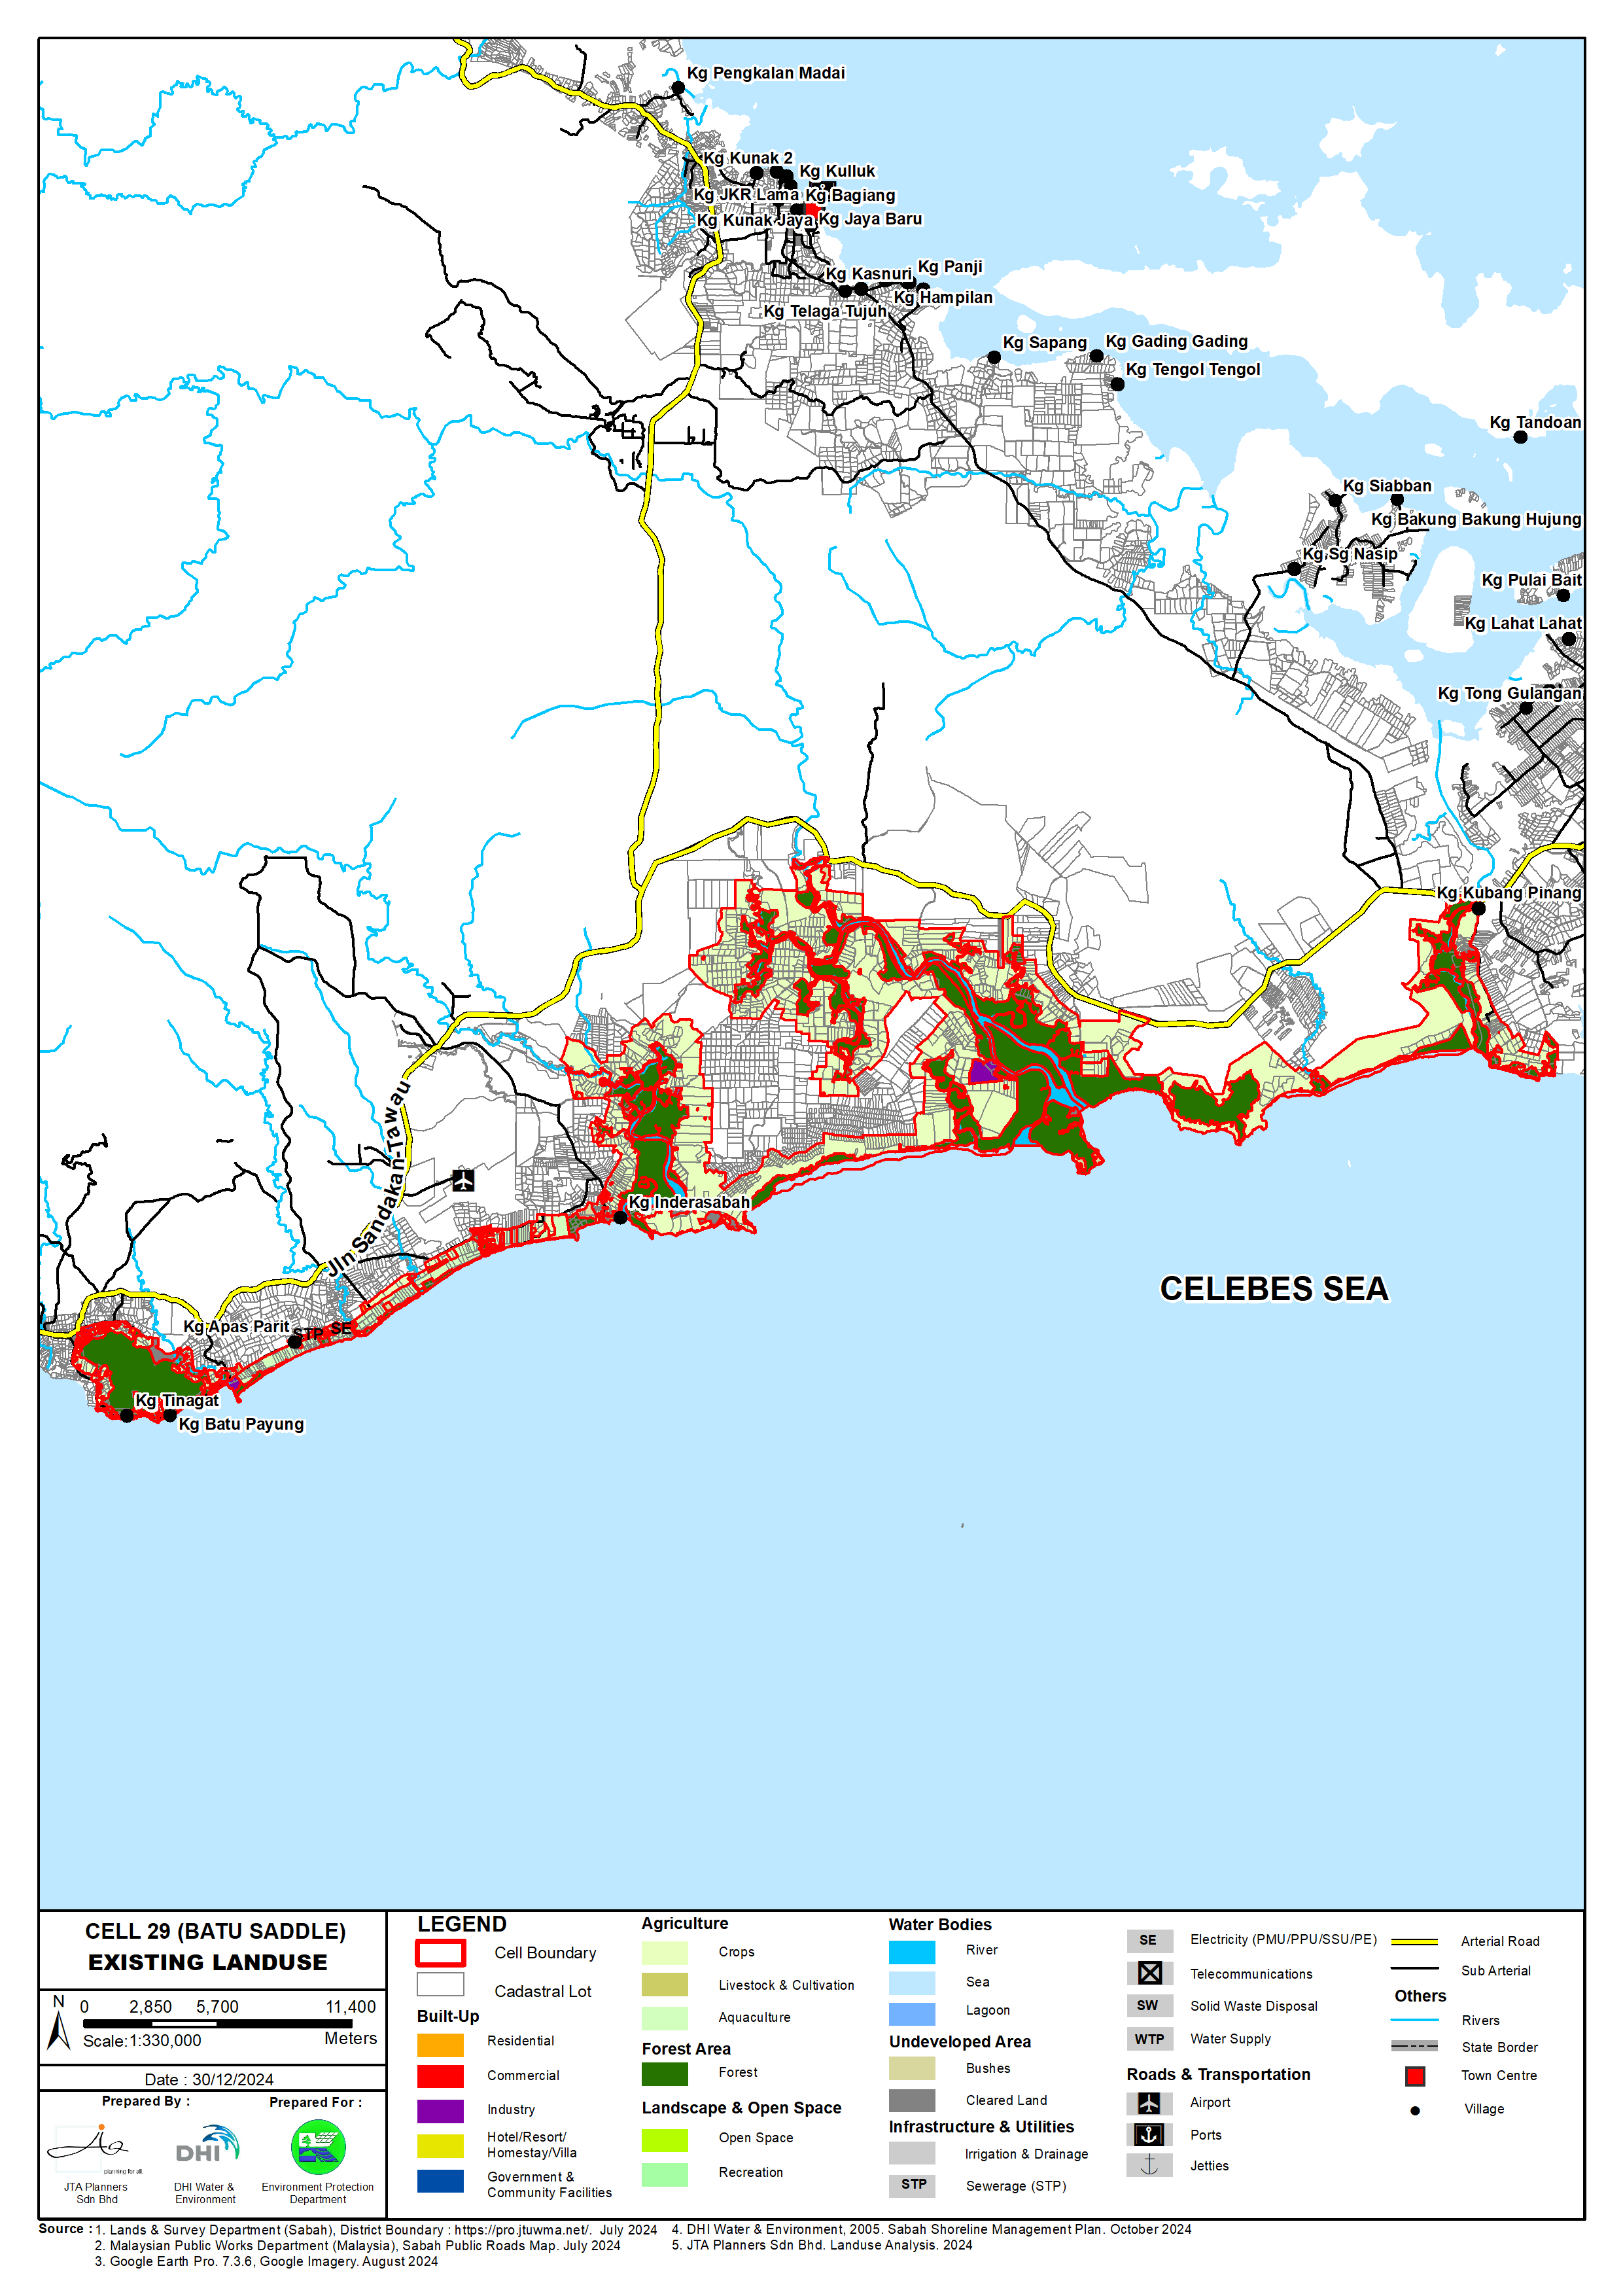 Kg Pengkalan Madai
Kg Kunak 2
Kg Kulluk
Kg JKR Lama
Kg Bagiang
Kg Kunak Jaya
Kg Jaya Baru
Kg Panji
Kg Kasnuri
Kg Hampilan
Kg Telaga Tujuh
Kg Sapang
Kg Gading Gading
Kg Tengol Tengol
Kg Tandoan
Kg Siabban
Kg Bakung Bakung Hujung
Kg Sg Nasip
Kg Pulai Bait
Kg Lahat Lahat
Kg Tong Gulangan
Kg Kubang Pinang
Jln Sandakan-Tawau
Kg Inderasabah
CELEBES SEA
Kg Apas Parit
STP
SE
Kg Tinagat
Kg Batu Payung
CELL 29 (BATU SADDLE)
EXISTING LANDUSE
N
0 2,850 5,700 11,400
Scale:1:330,000 Meters
Date : 30/12/2024
Prepared By :
Prepared For :
planning for all.
DHI
JTA Planners
Sdn Bhd
DHI Water &
Environment
Environment Protection
Department
LEGEND
Cell Boundary
Cadastral Lot
Built-Up
Residential
Commercial
Industry
Hotel/Resort/
Homestay/Villa
Government &
Community Facilities
Agriculture
Crops
Livestock & Cultivation
Aquaculture
Forest Area
Forest
Landscape & Open Space
Open Space
Recreation
Water Bodies
River
Sea
Lagoon
Undeveloped Area
Bushes
Cleared Land
Infrastructure & Utilities
Irrigation & Drainage
STP Sewerage (STP)
SE Electricity (PMU/PPU/SSU/PE)
Telecommunications
SW Solid Waste Disposal
WTP Water Supply
Roads & Transportation
Airport
Ports
Jetties
Arterial Road
Sub Arterial
Others
Rivers
State Border
Town Centre
Village
Source : 1. Lands & Survey Department (Sabah), District Boundary : https://pro.jtuwma.net/. July 2024
2. Malaysian Public Works Department (Malaysia), Sabah Public Roads Map. July 2024
3. Google Earth Pro. 7.3.6, Google Imagery. August 2024
4. DHI Water & Environment, 2005. Sabah Shoreline Management Plan. October 2024
5. JTA Planners Sdn Bhd. Landuse Analysis. 2024